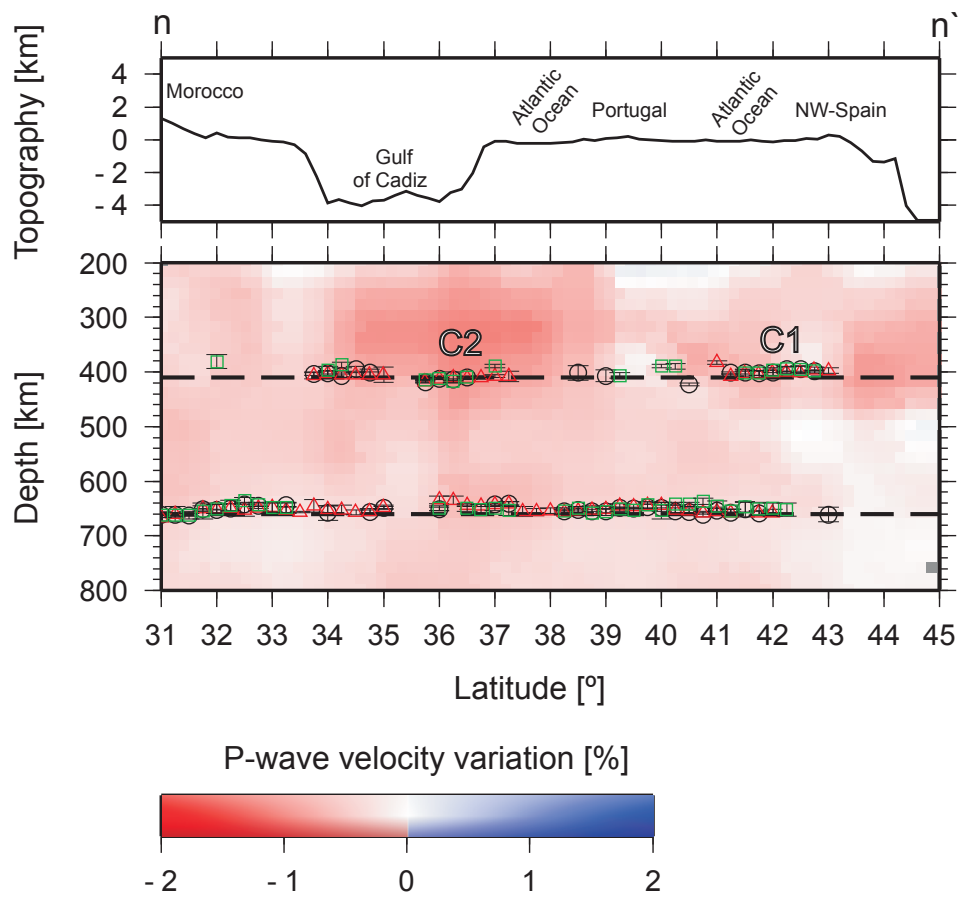 n n`
Topography [km]
4
2
0
- 2
- 4
Morocco
Gulf
of Cadiz
Atlantic
Ocean
Portugal
Atlantic
Ocean
NW-Spain
Depth [km]
200
300
400
500
600
700
800
C2
C1
31 32 33 34 35 36 37 38 39 40 41 42 43 44 45
Latitude [º]
P-wave velocity variation [%]
- 2 - 1 0 1 2